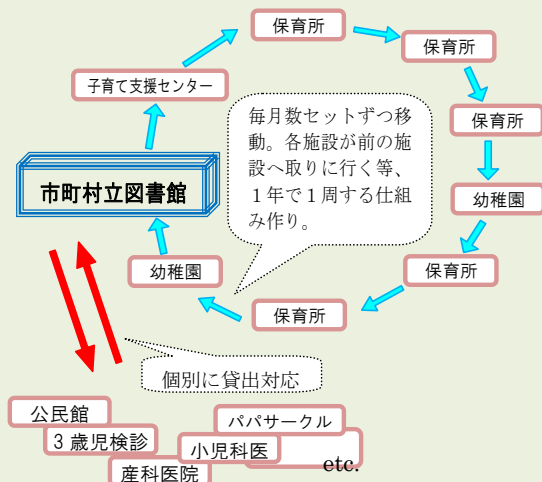 保育所
保育所
子育て支援センター
保育所
毎月数セットずつ移
動。各施設が前の施
設へ取りに行く等、
１年で１周する仕組
み作り。
市町村立図書館
幼稚園
幼稚園
保育所
保育所
個別に貸出対応
公民館
３歳児検診
産科医院
小児科医
パパサークル
etc.